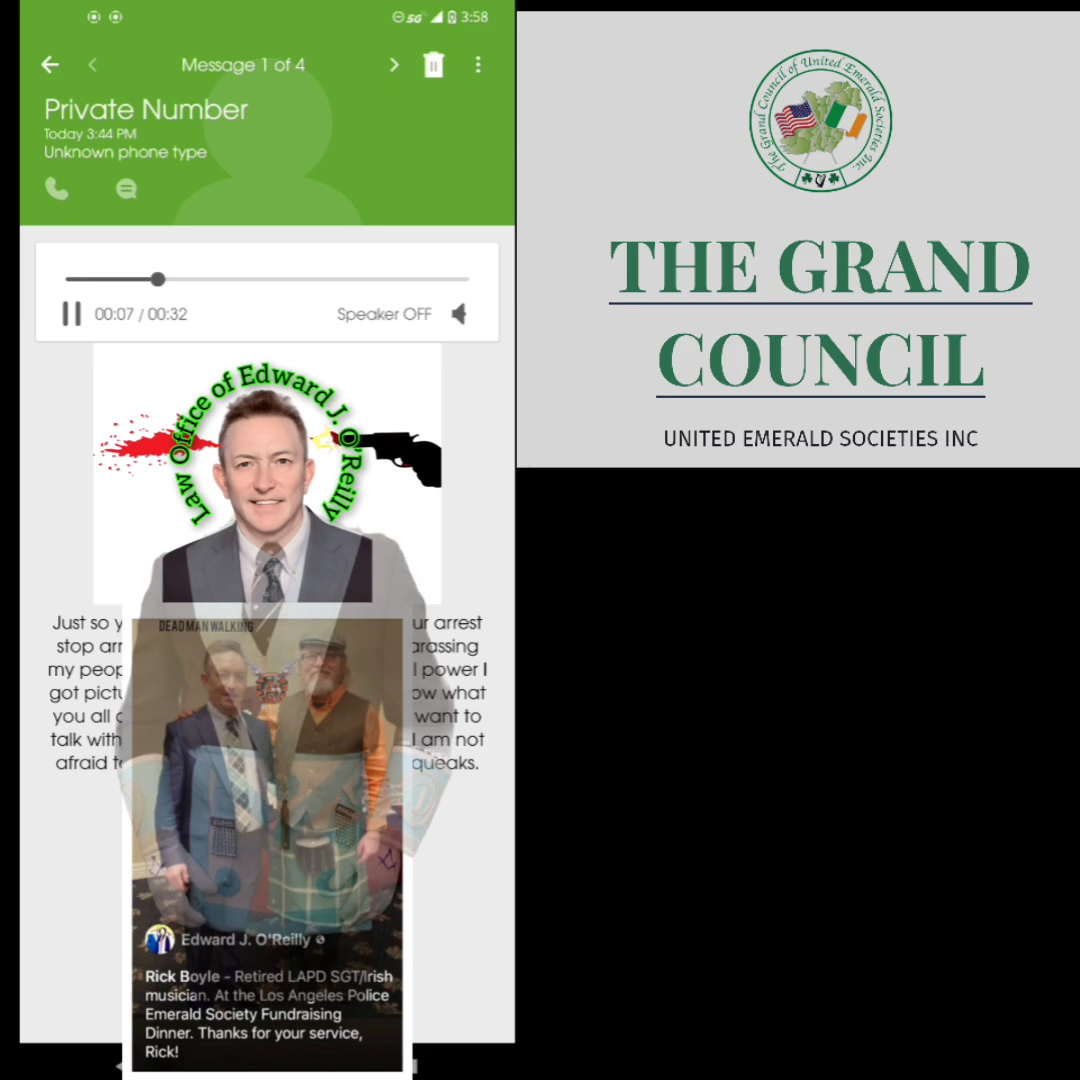 5G 3:58
Message 1 of 4
Private Number
Today 3:44 PM
Unknown phone type
00:07 / 00:32 Speaker OFF
Law Office of Edward J. O'Reilly
Just so ur arrest
stop arassing
my power I
got ow what
you all want to
talk with I am not
afraid queaks.
DEAD MAN WALKING
Edward J. O'Reilly
Rick Boyle - Retired LAPD SGT/Irish
musician. At the Los Angeles Police
Emerald Society Fundraising
Dinner. Thanks for your service,
Rick!
The Grand Council of United Emerald Societies Inc.
THE GRAND
COUNCIL
UNITED EMERALD SOCIETIES INC